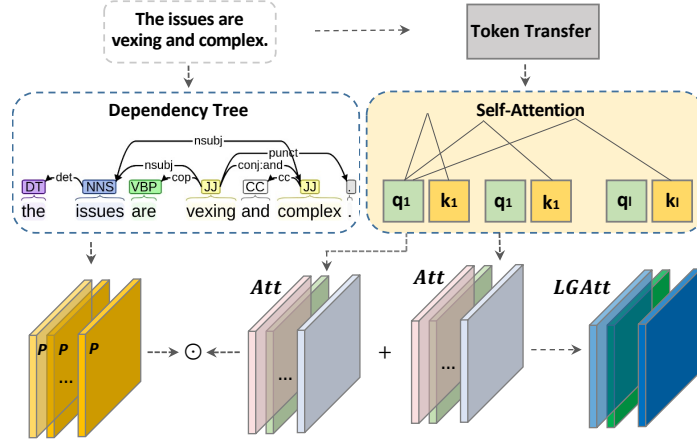 The issues are
vexing and complex.
Token Transfer
Dependency Tree
Self-Attention
nsubj
punct
nsubj
conj:and
det
cop
cc
DT
NNS
VBP
JJ
CC
JJ
.
the issues are vexing and complex .
q1 k1 q1 k1 ql kl
Att
Att
LGAtt
P P P
...
...
...
⊙
+